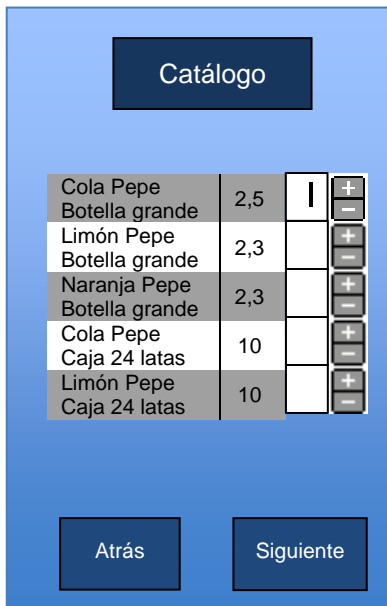 Catálogo
Cola Pepe
Botella grande
2,5
+
-
Limón Pepe
Botella grande
2,3
+
-
Naranja Pepe
Botella grande
2,3
+
-
Cola Pepe
Caja 24 latas
10
+
-
Limón Pepe
Caja 24 latas
10
+
-
Atrás
Siguiente